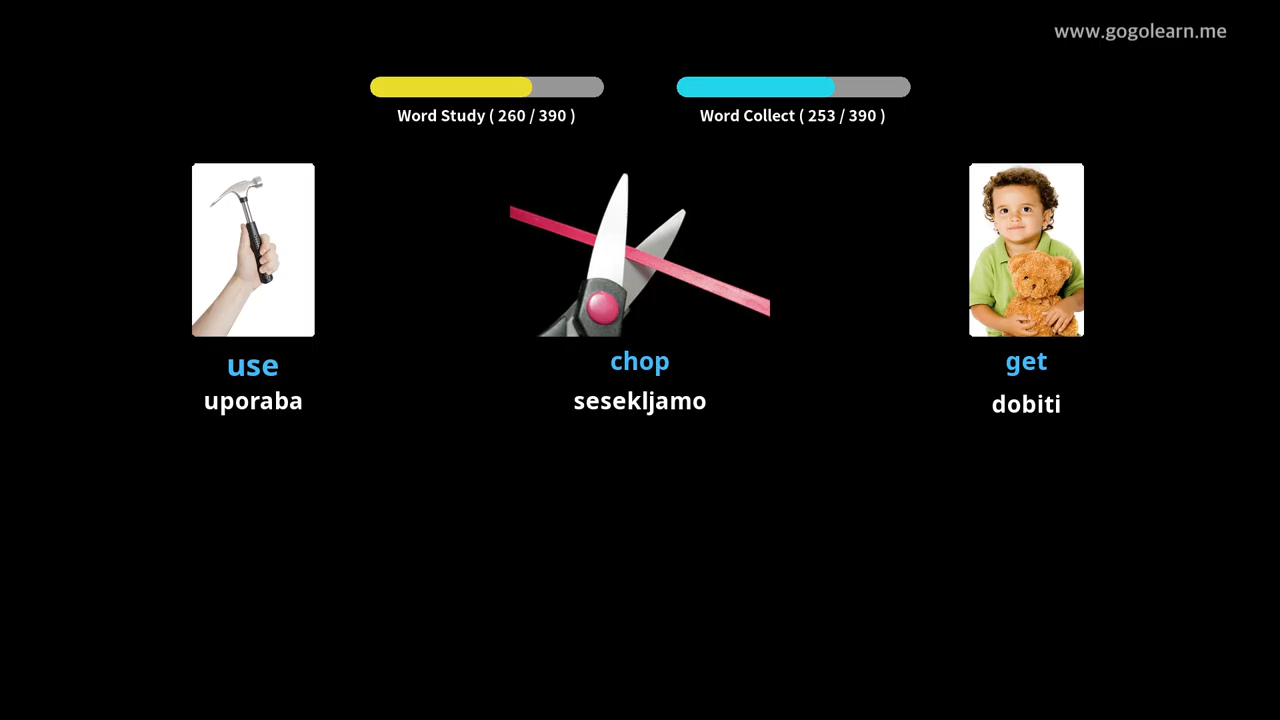 www.gogolearn.me
Word Study ( 260 / 390 )
Word Collect ( 253 / 390 )
use
chop
get
uporaba
sesekljamo
dobiti